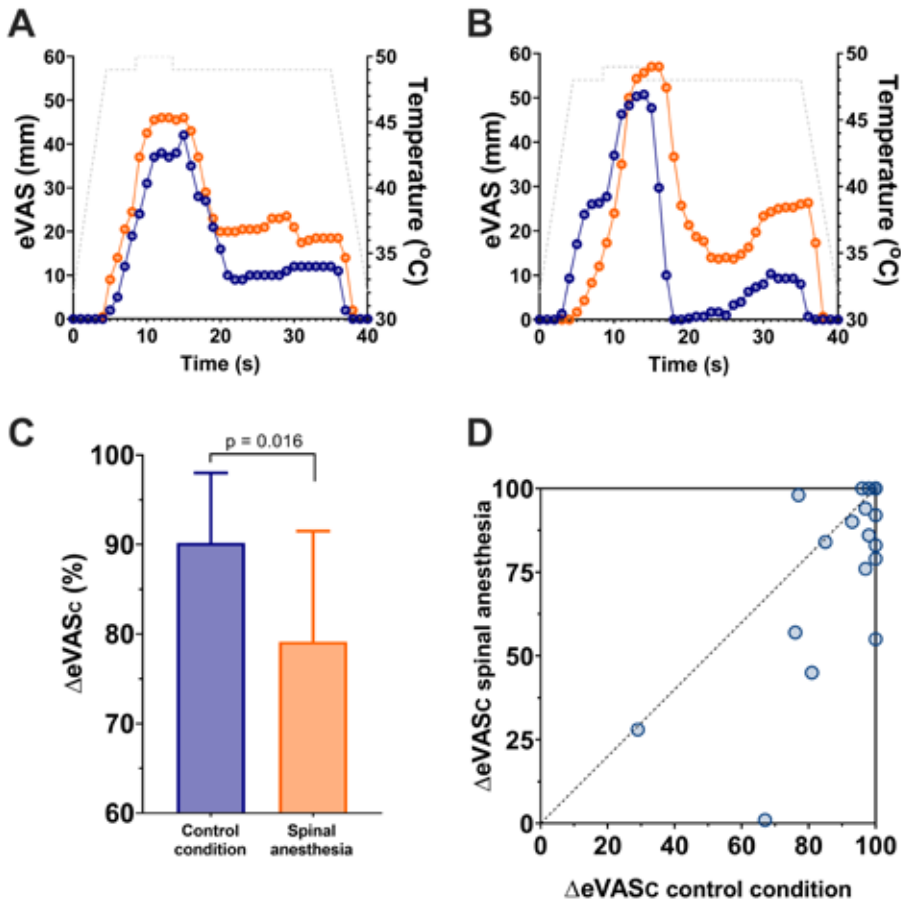 A
60
50
40
30
20
10
0
eVAS (mm)
0 10 20 30 40
Time (s)
50
45
40
35
30
Temperature (°C)
B
60
50
40
30
20
10
0
eVAS (mm)
0 10 20 30 40
Time (s)
50
45
40
35
30
Temperature (°C)
C
p = 0.016
100
90
80
70
60
ΔeVASc (%)
Control
condition
Spinal
anesthesia
D
100
75
50
25
0
ΔeVASc spinal anesthesia
0 20 40 60 80 100
ΔeVASc control condition